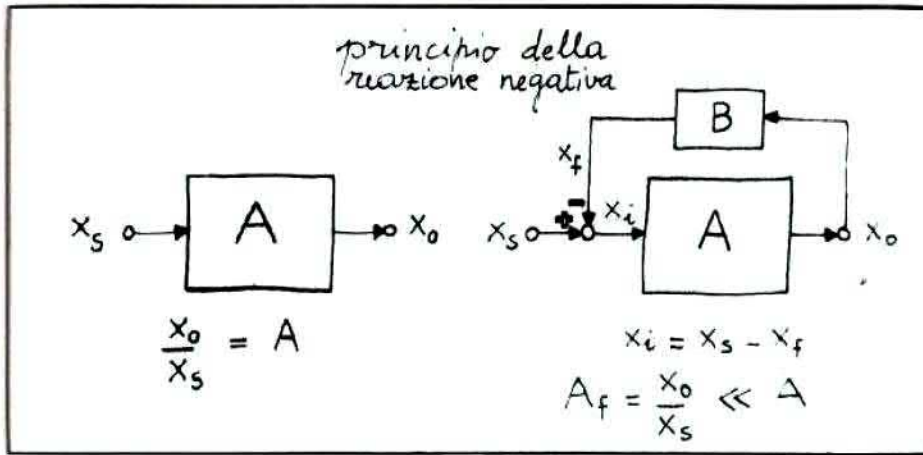 principio della
reazione negativa
x_s A x_o
x_o/x_s = A
B
x_f
+ -
x_s x_i A x_o
x_i = x_s - x_f
A_f = x_o/x_s ≪ A